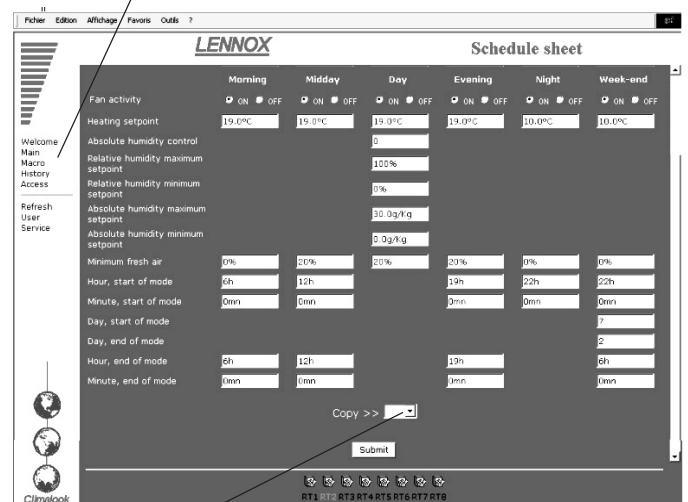 Fichier Edition Affichage Favoris Outils ?
LENNOX Schedule sheet
Welcome
Main
Macro
History
Access
Refresh
User
Service
Climalook
Morning Midday Day Evening Night Week-end
Fan activity ON OFF ON OFF ON OFF ON OFF ON OFF ON OFF
Heating setpoint 19.0ºC 19.0ºC 19.0ºC 19.0ºC 10.0ºC 10.0ºC
Absolute humidity control 0
Relative humidity maximum
setpoint 100%
Relative humidity minimum
setpoint 0%
Absolute humidity maximum
setpoint 30.0g/Kg
Absolute humidity minimum
setpoint 0.0g/Kg
Minimum fresh air 0% 20% 20% 20% 0% 0%
Hour, start of mode 6h 12h 19h 22h 22h
Minute, start of mode 0mn 0mn 0mn 0mn 0mn
Day, start of mode 7
Day, end of mode 2
Hour, end of mode 6h 12h 19h 6h
Minute, end of mode 0mn 0mn 0mn 0mn
Copy >>
Submit
RT1 RT2 RT3 RT4 RT5 RT6 RT7 RT8